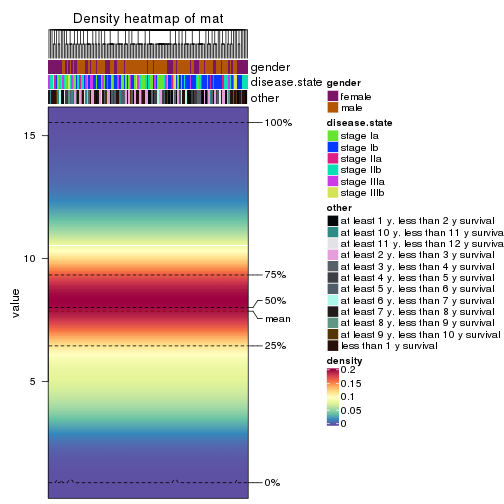 Density heatmap of mat
gender
disease.state
other
value
15
10
5
100%
75%
50%
mean
25%
0%
gender
female
male
disease.state
stage Ia
stage Ib
stage IIa
stage IIb
stage IIIa
stage IIIb
other
at least 1 y. less than 2 y survival
at least 10 y. less than 11 y survival
at least 11 y. less than 12 y survival
at least 2 y. less than 3 y survival
at least 3 y. less than 4 y survival
at least 4 y. less than 5 y survival
at least 5 y. less than 6 y survival
at least 6 y. less than 7 y survival
at least 7 y. less than 8 y survival
at least 8 y. less than 9 y survival
at least 9 y. less than 10 y survival
less than 1 y survival
density
0.2
0.15
0.1
0.05
0